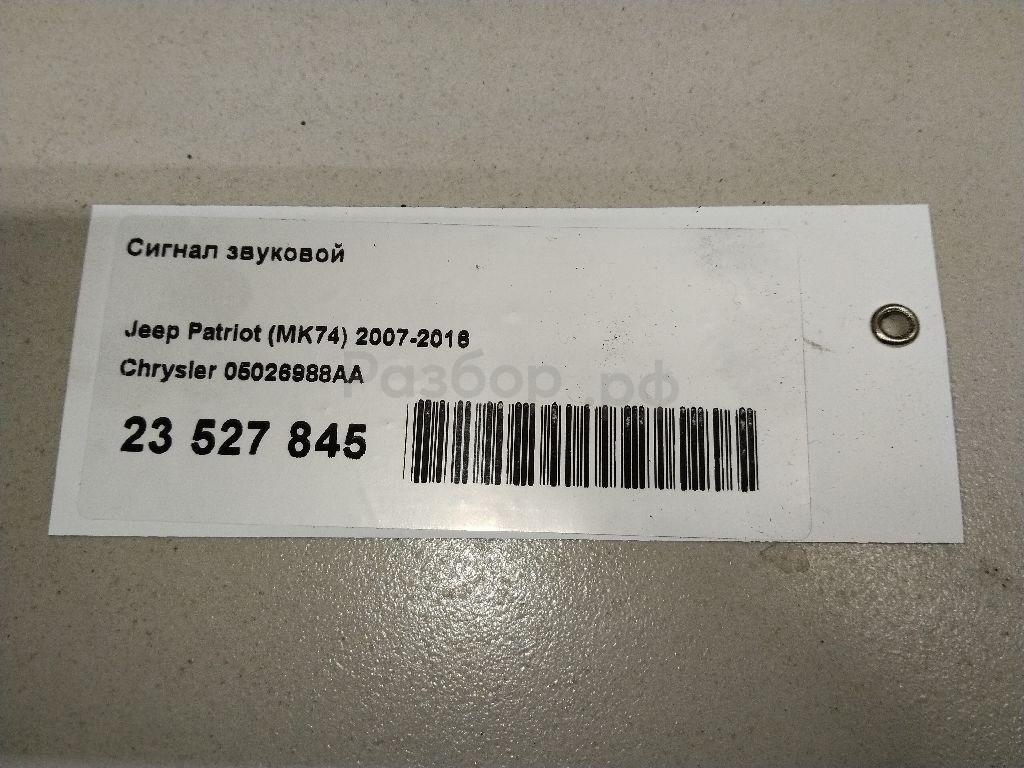 Сигнал звуковой
Jeep Patriot (MK74) 2007-2016
Chrysler 05026988AA
Разбор.рф
23 527 845